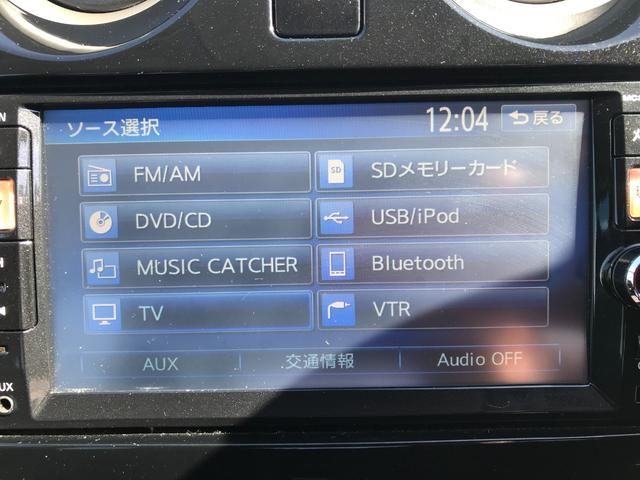 ソース選択 12:04 戻る
FM/AM SDメモリーカード
DVD/CD USB/iPod
MUSIC CATCHER Bluetooth
TV VTR
AUX 交通情報 Audio OFF